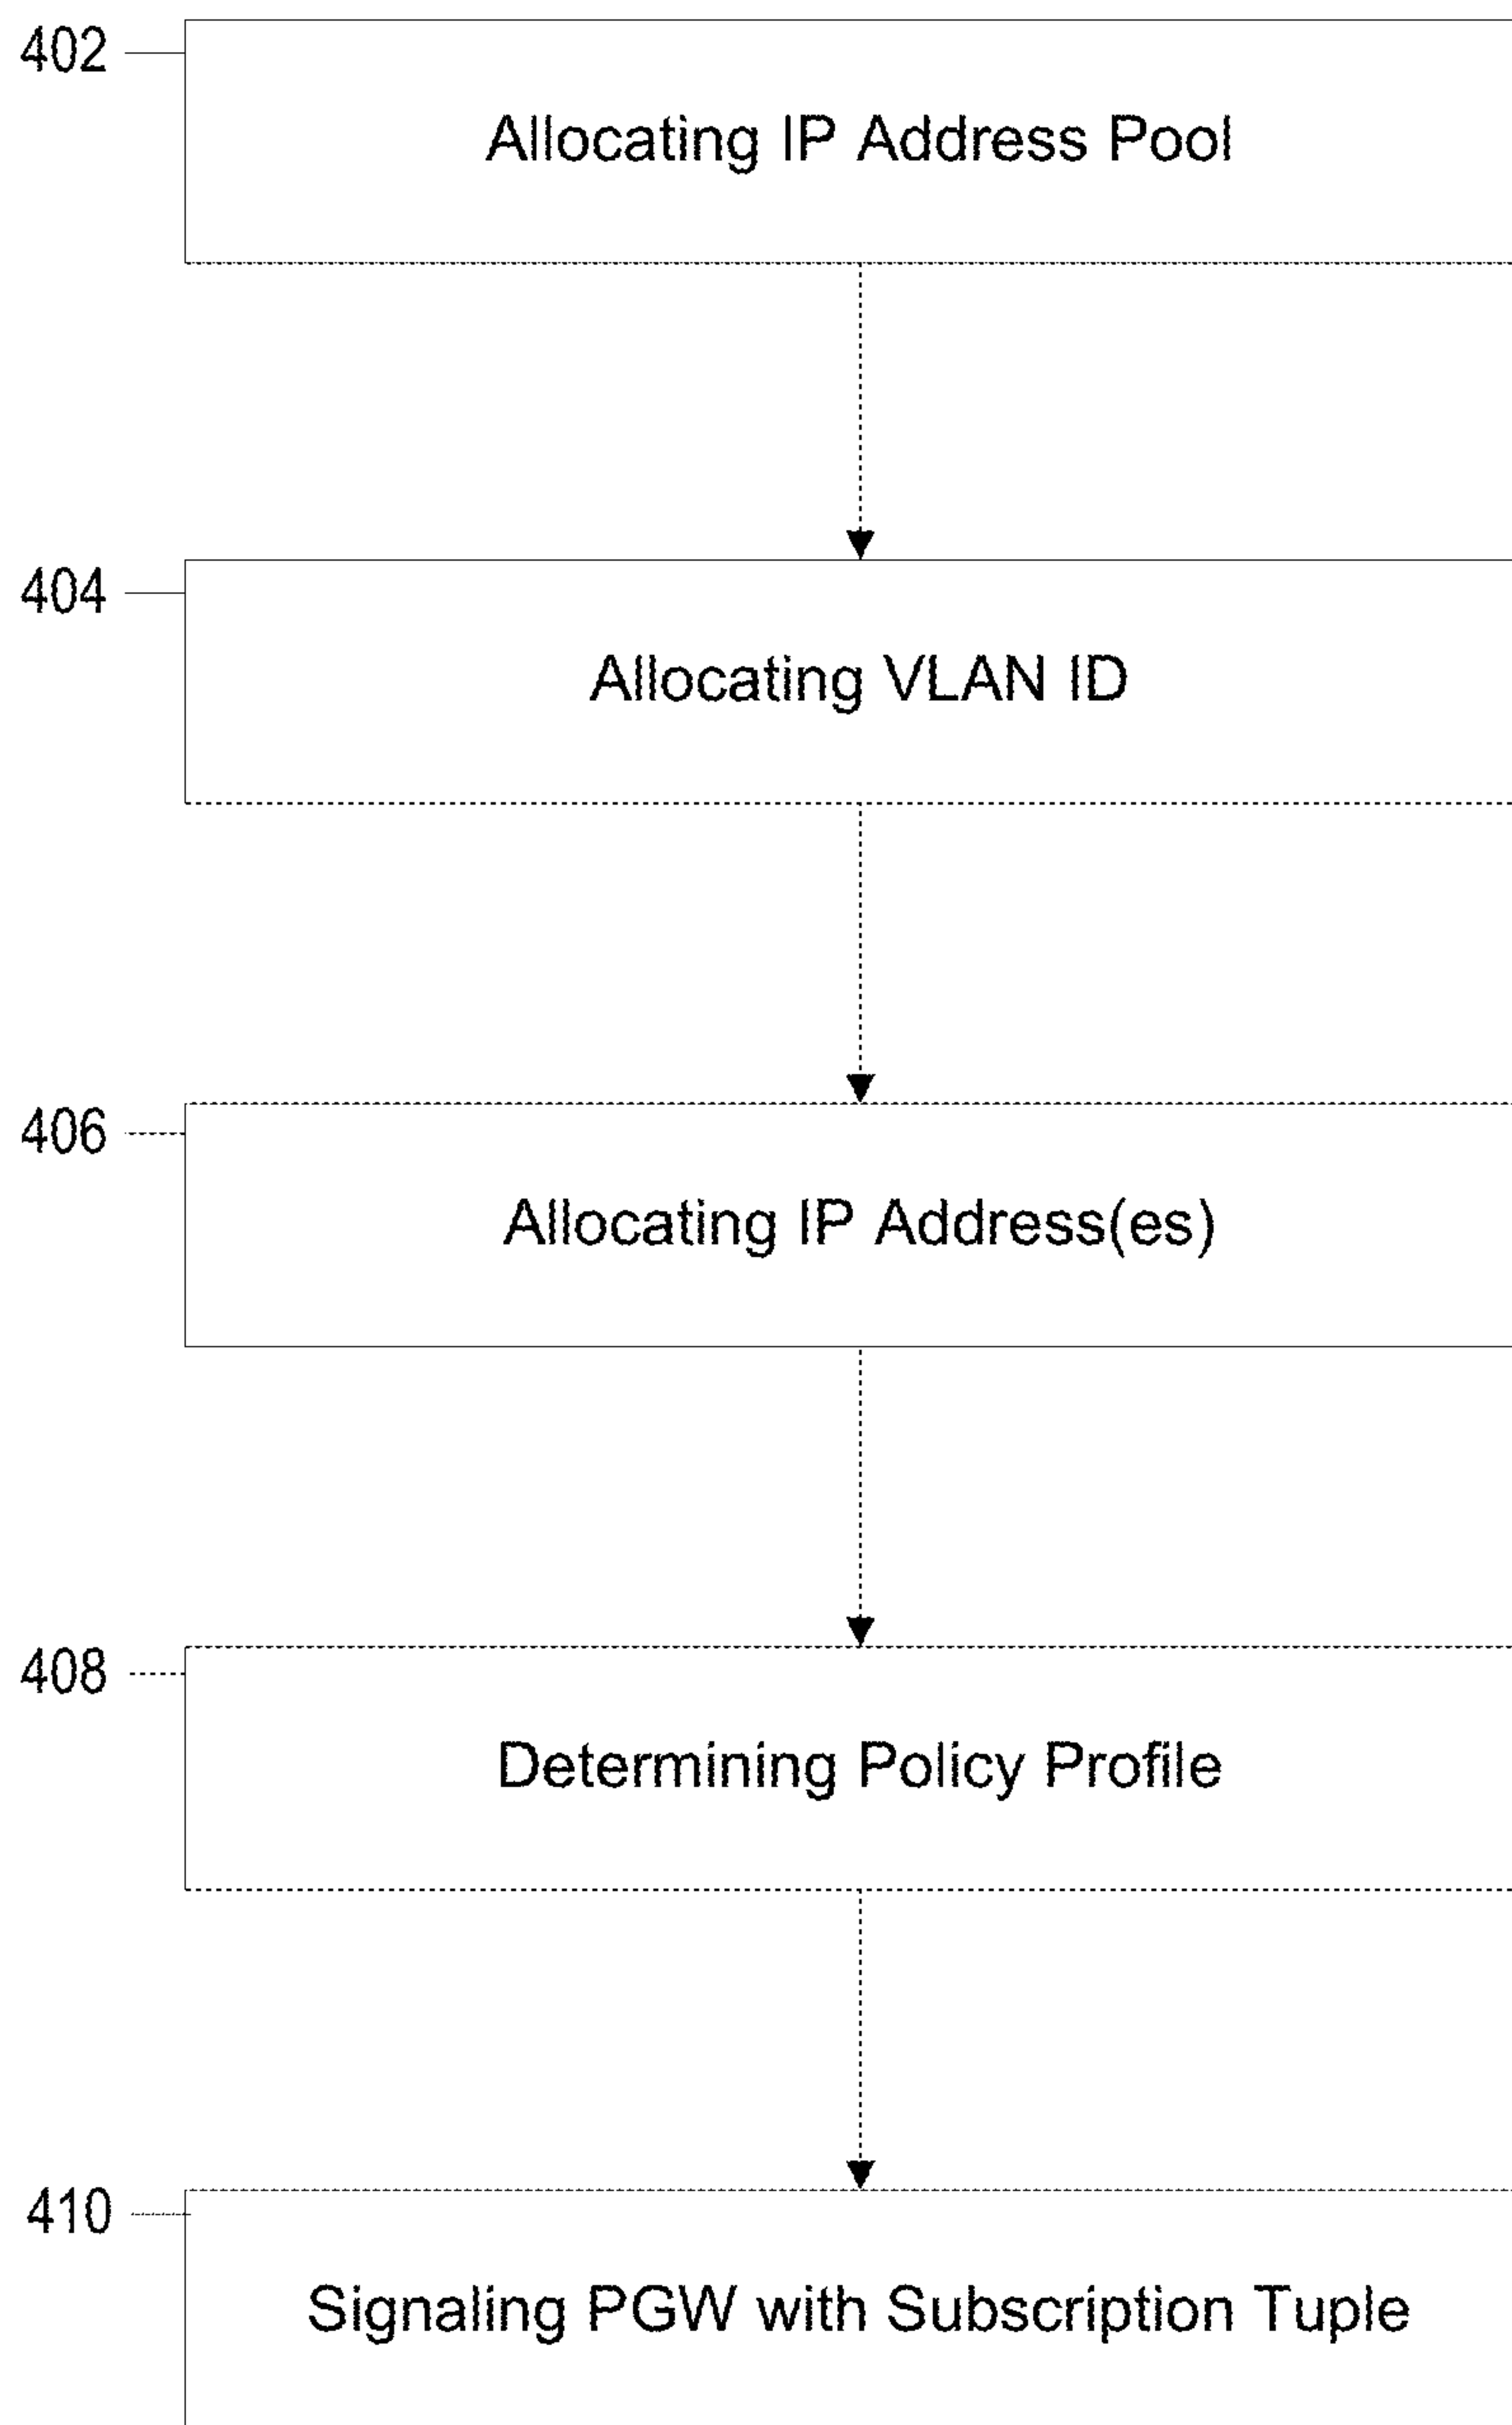 402
Allocating IP Address Pool
404
Allocating VLAN ID
406
Allocating IP Address(es)
408
Determining Policy Profile
410
Signaling PGW with Subscription Tuple